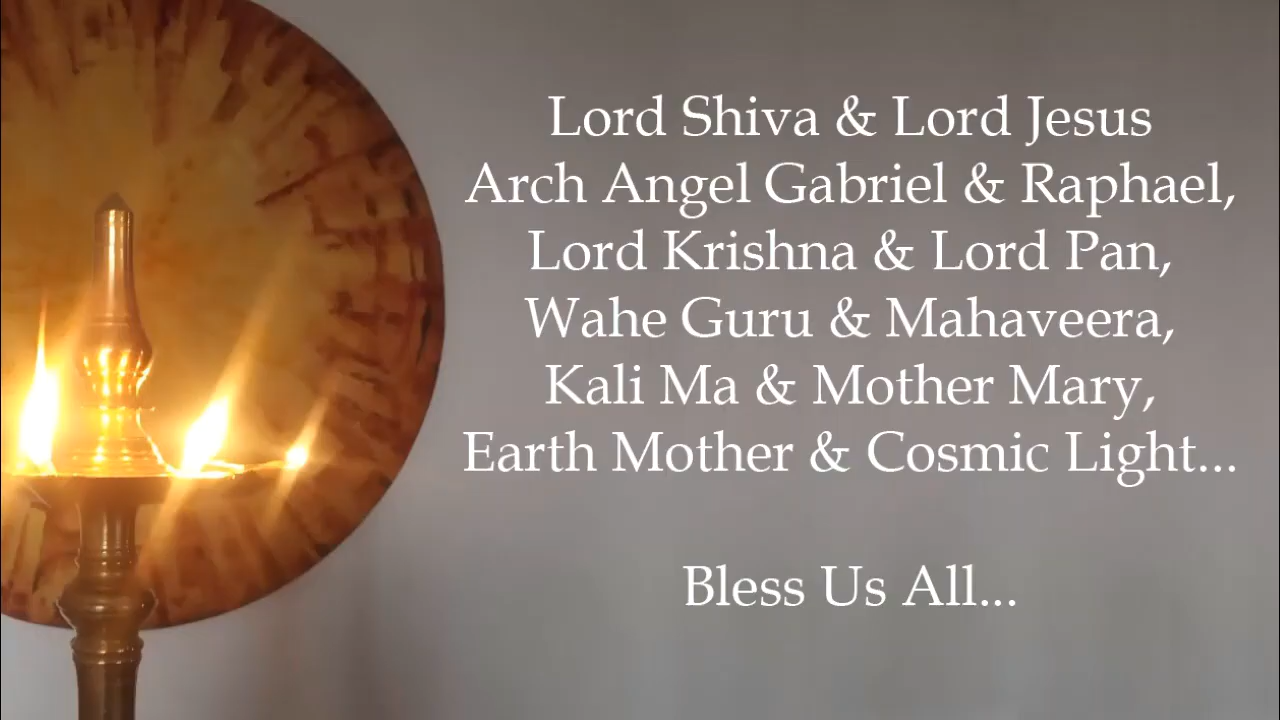 Lord Shiva & Lord Jesus
Arch Angel Gabriel & Raphael,
Lord Krishna & Lord Pan,
Wahe Guru & Mahaveera,
Kali Ma & Mother Mary,
Earth Mother & Cosmic Light...
Bless Us All...